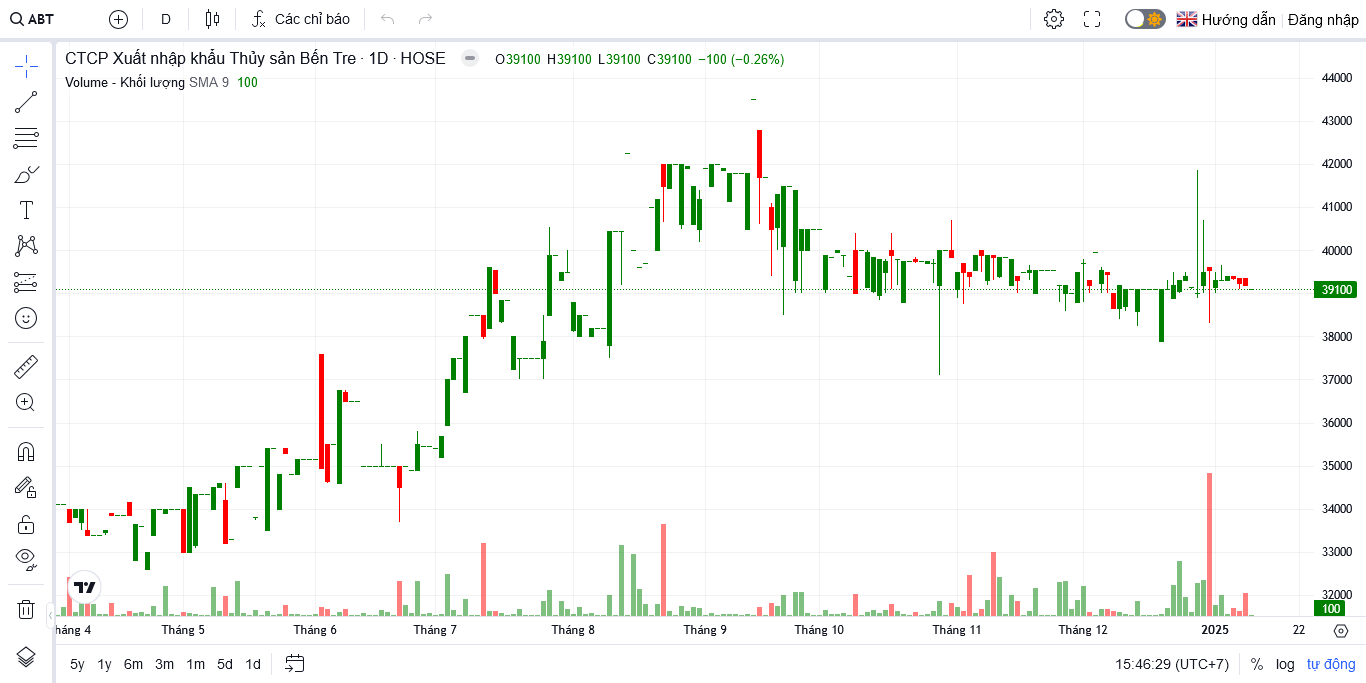 ABT D Các chỉ báo Hướng dẫn Đăng nhập
CTCP Xuất nhập khẩu Thủy sản Bến Tre · 1D · HOSE O39100 H39100 L39100 C39100 −100 (−0.26%)
Volume - Khối lượng SMA 9 100
44000
43000
42000
41000
40000
39100
38000
37000
36000
35000
34000
33000
32000
100
háng 4 Tháng 5 Tháng 6 Tháng 7 Tháng 8 Tháng 9 Tháng 10 Tháng 11 Tháng 12 2025 22
5y 1y 6m 3m 1m 5d 1d 15:46:29 (UTC+7) % log tự động